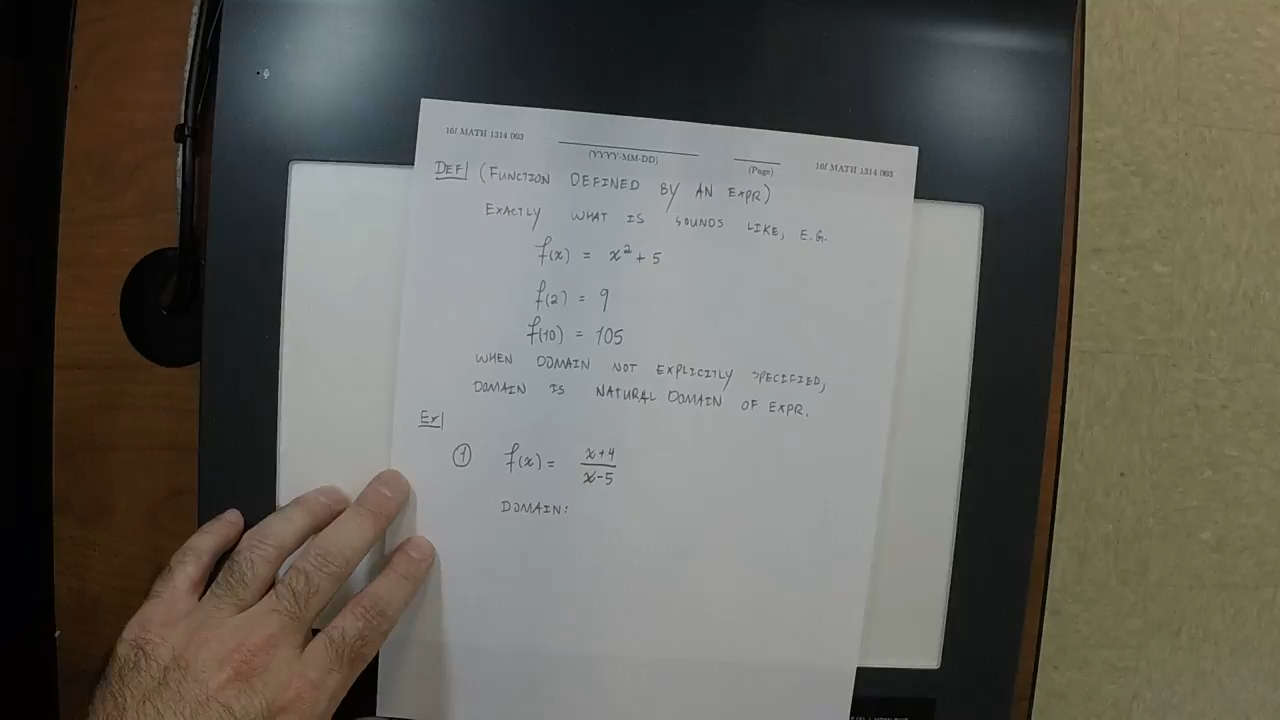 16f MATH 1314 003
(YYYY-MM-DD)
(Page)
16f MATH 1314 003
DEF (FUNCTION DEFINED BY AN EXPR)
EXACTLY WHAT IS SOUNDS LIKE, E.G.
f(x) = x² + 5
f(2) = 9
f(10) = 105
WHEN DOMAIN NOT EXPLICITLY SPECIFIED,
DOMAIN IS NATURAL DOMAIN OF EXPR.
EX
① f(x) = (x+4)/(x-5)
DOMAIN: